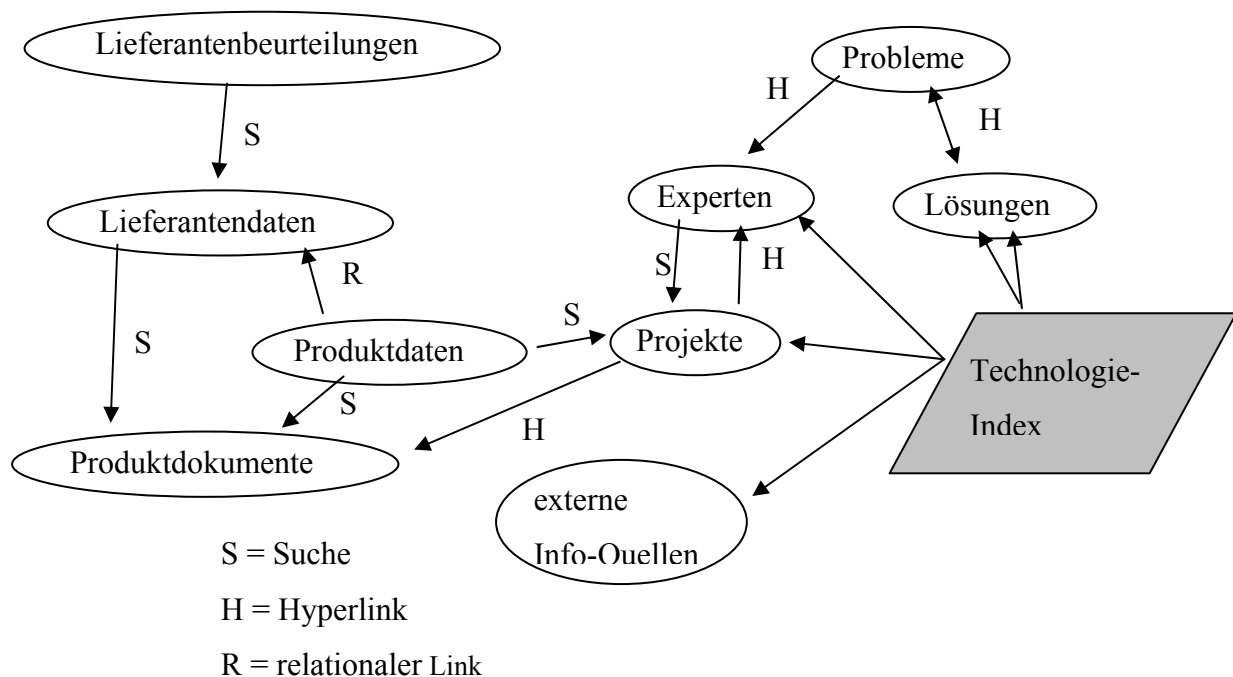 Lieferantenbeurteilungen
Probleme
H
S
H
Experten
Lieferantendaten
Lösungen
R
S
H
S
S
Produktdaten
Projekte
Technologie-
Index
S
H
Produktdokumente
externe
Info-Quellen
S = Suche
H = Hyperlink
R = relationaler Link